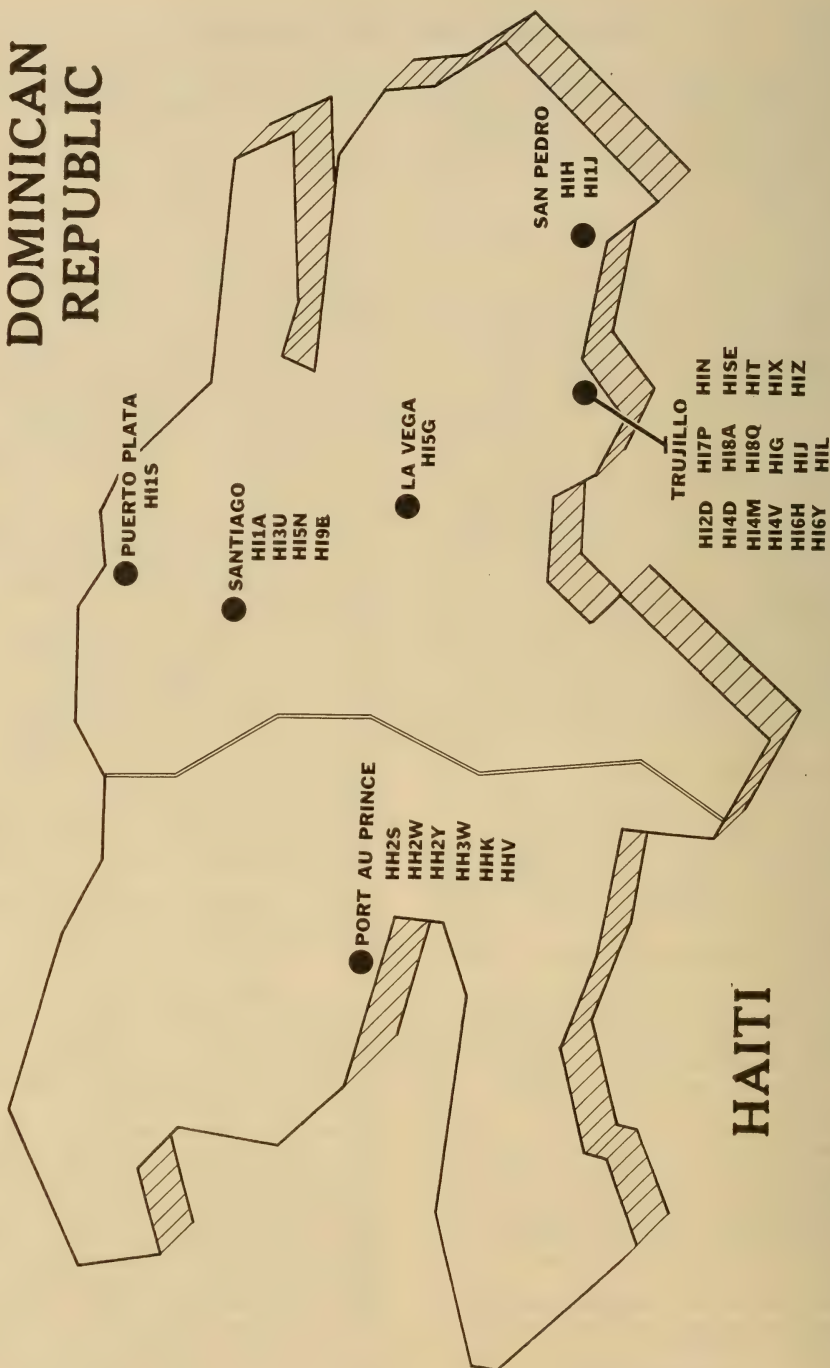 DOMINICAN
REPUBLIC
PUERTO PLATA
HI1S
SANTIAGO
HI1A
HI3U
HI5N
HI9B
LA VEGA
HI5G
SAN PEDRO
HIH
HI1J
TRUJILLO
HI2D HI7P HIN
HI4D HI8A HISE
HI4M HI8Q HIT
HI4V HIG HIX
HI6H HIJ HIZ
HI6Y HIL
PORT AU PRINCE
HH2S
HH2W
HH2Y
HH3W
HHK
HHV
HAITI